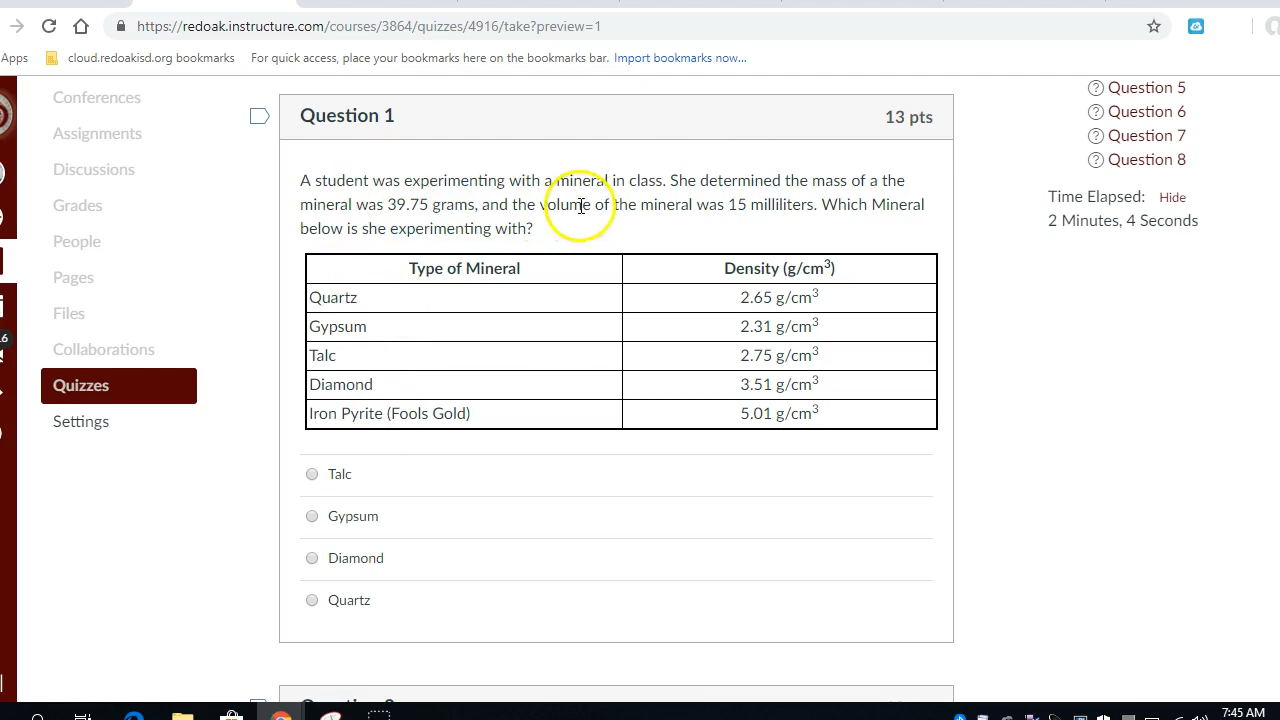 https://redoak.instructure.com/courses/3864/quizzes/4916/take?preview=1
Apps cloud.redoakisd.org bookmarks For quick access, place your bookmarks here on the bookmarks bar. Import bookmarks now...
Conferences
Assignments
Discussions
Grades
People
Pages
Files
Collaborations
Quizzes
Settings
Question 1 13 pts
A student was experimenting with a mineral in class. She determined the mass of a the
mineral was 39.75 grams, and the volume of the mineral was 15 milliliters. Which Mineral
below is she experimenting with?
Type of Mineral Density (g/cm³)
Quartz 2.65 g/cm³
Gypsum 2.31 g/cm³
Talc 2.75 g/cm³
Diamond 3.51 g/cm³
Iron Pyrite (Fools Gold) 5.01 g/cm³
Talc
Gypsum
Diamond
Quartz
Question 5
Question 6
Question 7
Question 8
Time Elapsed: Hide
2 Minutes, 4 Seconds
7:45 AM